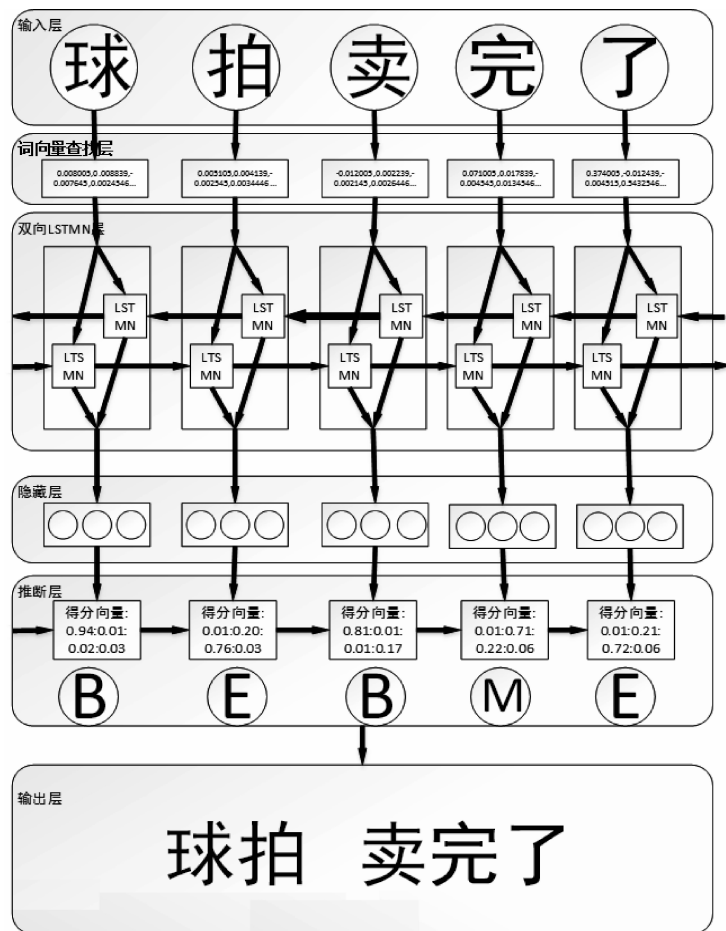 输入层
球 拍 卖 完 了
词向量查找层
0.008005,0.008839,-
0.007645,0.0024546...
0.005105,0.004139,-
0.002545,0.0034446...
-0.012005,0.002239,-
0.002145,0.0026446...
0.071005,0.017839,-
0.004545,0.0134546...
0.374005,-0.012439,-
0.004515,0.5432546...
双向LSTMN层
LST
MN
LST
MN
LST
MN
LST
MN
LST
MN
LTS
MN
LTS
MN
LTS
MN
LTS
MN
LTS
MN
隐藏层
推断层
得分向量:
0.94:0.01:
0.02:0.03
得分向量:
0.01:0.20:
0.76:0.03
得分向量:
0.81:0.01:
0.01:0.17
得分向量:
0.01:0.71:
0.22:0.06
得分向量:
0.01:0.21:
0.72:0.06
B E B M E
输出层
球拍 卖完了